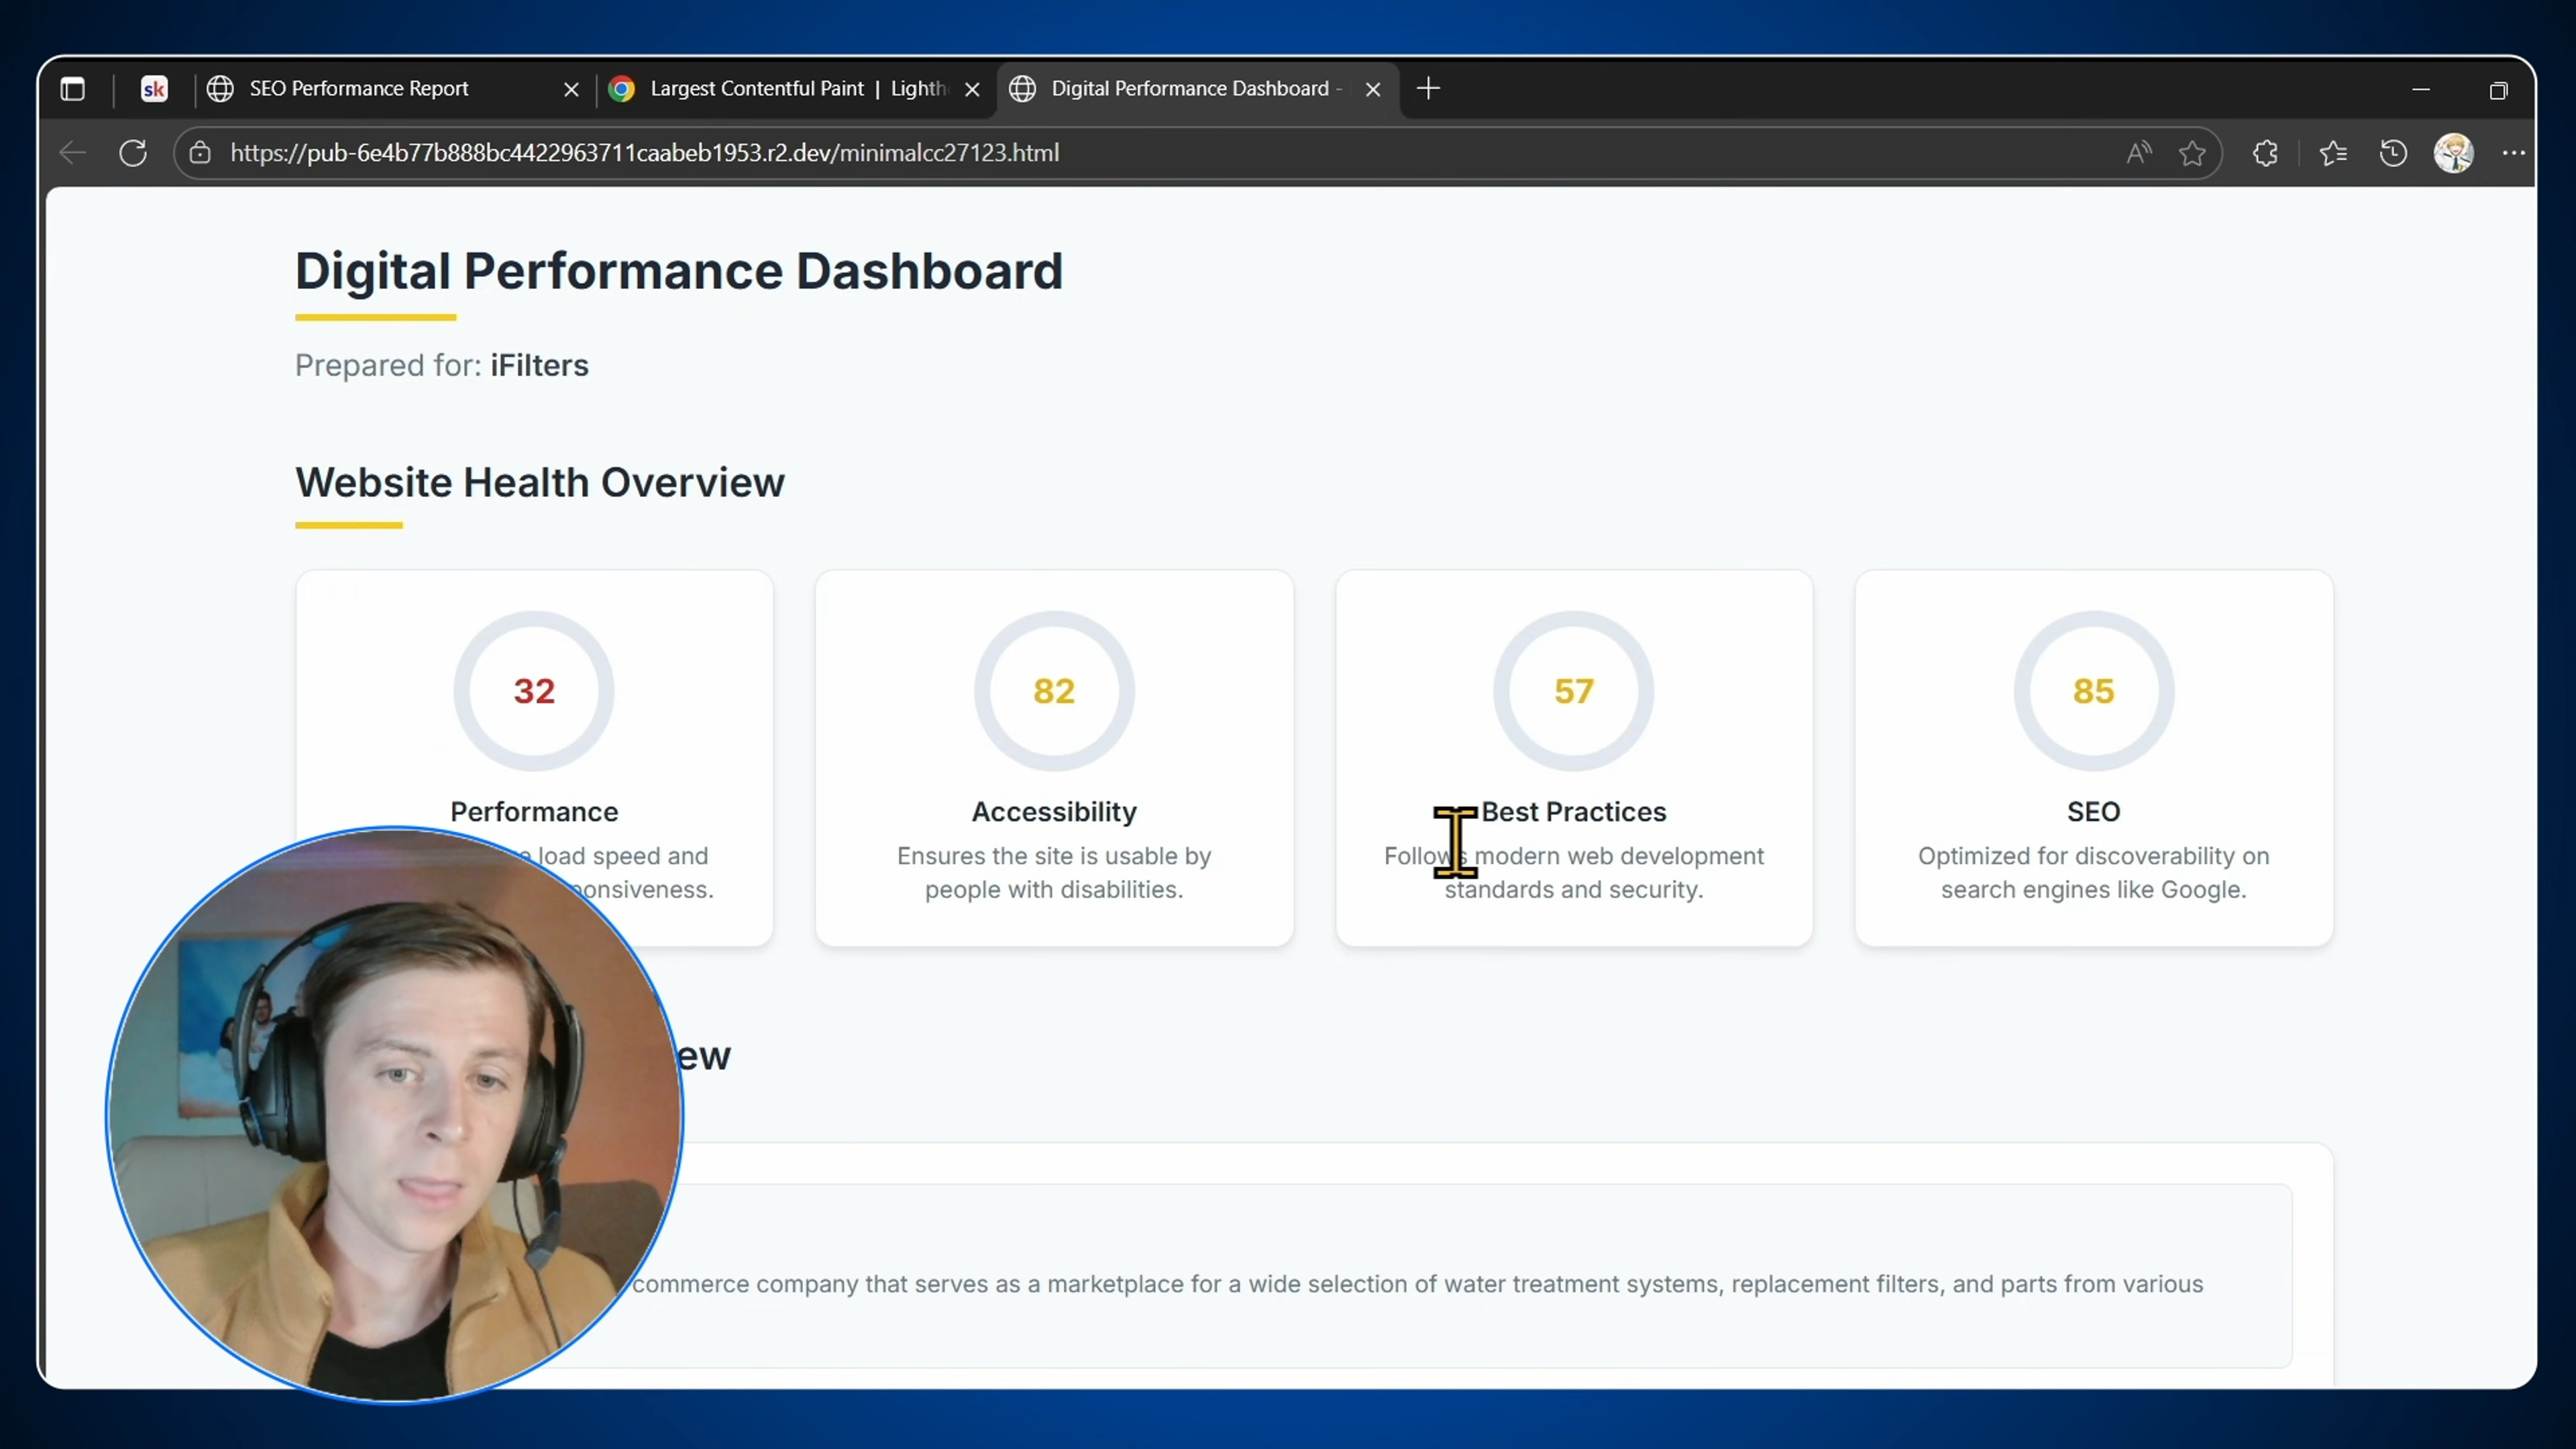 sk
SEO Performance Report
Largest Contentful Paint | Lighth
Digital Performance Dashboard -
https://pub-6e4b77b888bc4422963711caabeb1953.r2.dev/minimalcc27123.html
Digital Performance Dashboard
Prepared for: iFilters
Website Health Overview
32
82
57
85
Performance
Accessibility
Best Practices
SEO
load speed and
Ensures the site is usable by
Follows modern web development
Optimized for discoverability on
onsiveness.
people with disabilities.
standards and security.
search engines like Google.
ew
commerce company that serves as a marketplace for a wide selection of water treatment systems, replacement filters, and parts from various